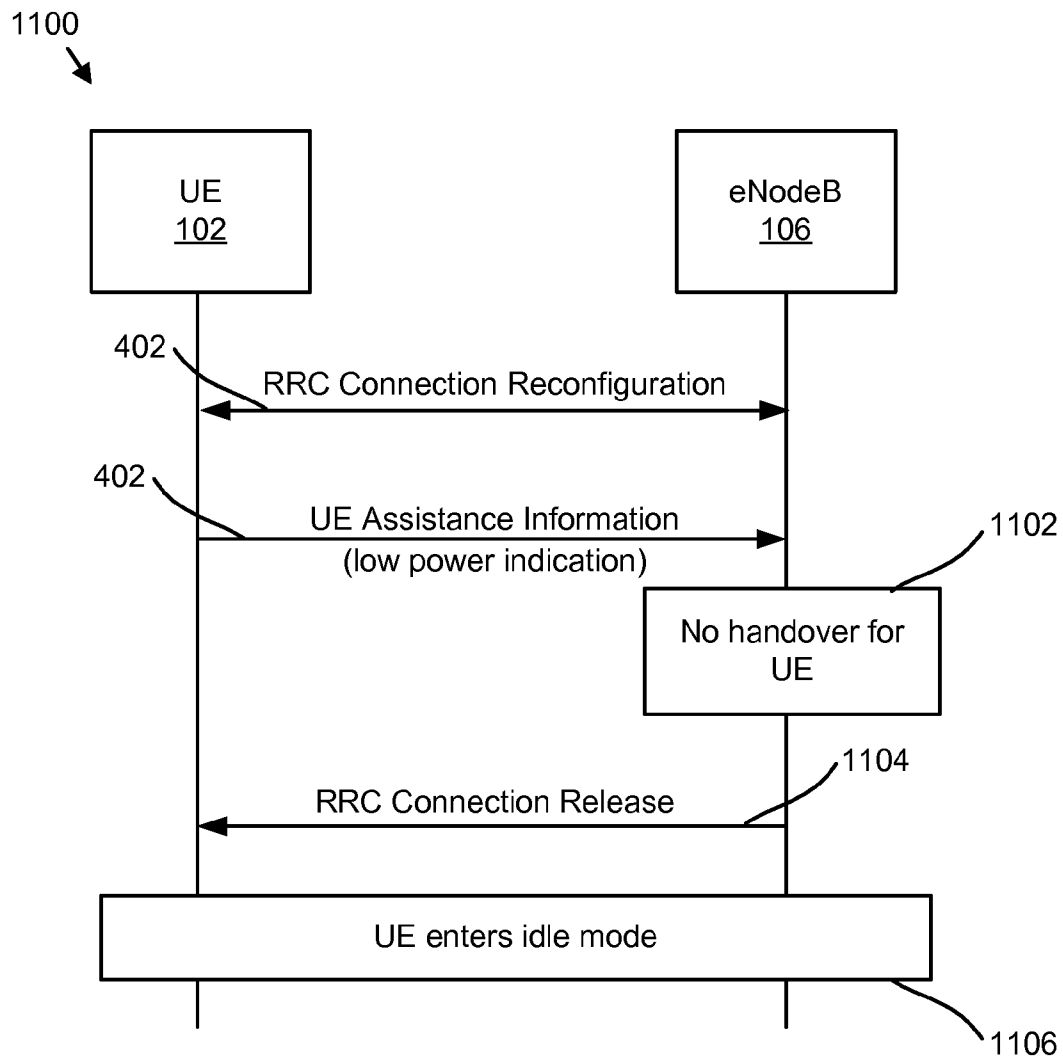 1100
UE
102
eNodeB
106
402
RRC Connection Reconfiguration
402
UE Assistance Information
(low power indication)
1102
No handover for
UE
1104
RRC Connection Release
UE enters idle mode
1106